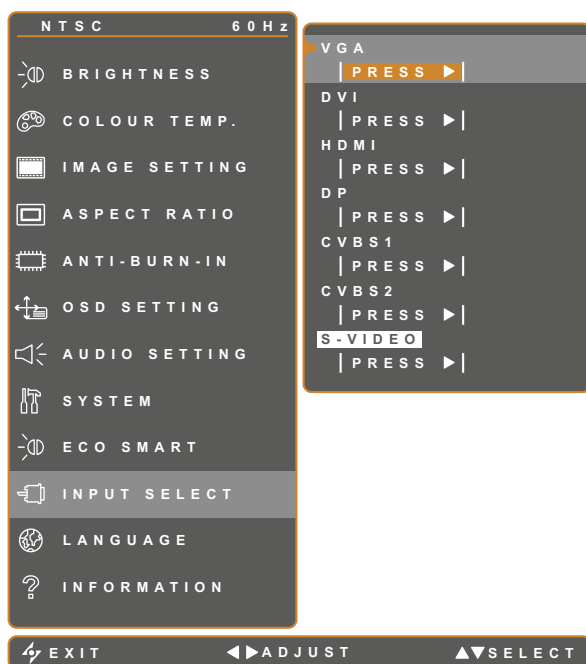 NTSC 60Hz
BRIGHTNESS
COLOUR TEMP.
IMAGE SETTING
ASPECT RATIO
ANTI-BURN-IN
OSD SETTING
AUDIO SETTING
SYSTEM
ECO SMART
INPUT SELECT
LANGUAGE
INFORMATION
VGA
PRESS ▶
DVI
PRESS ▶
HDMI
PRESS ▶
DP
PRESS ▶
CVBS1
PRESS ▶
CVBS2
PRESS ▶
S-VIDEO
PRESS ▶
EXIT ◀▶ADJUST ▲▼SELECT